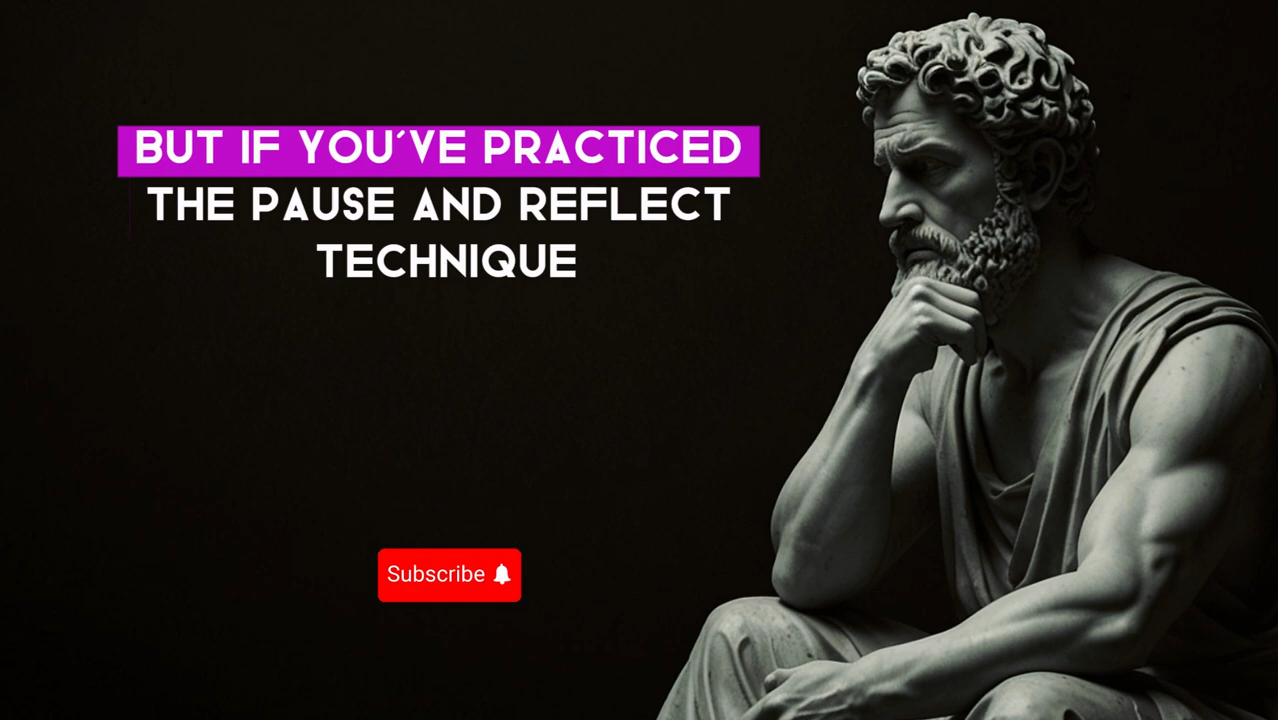 BUT IF YOU'VE PRACTICED
THE PAUSE AND REFLECT
TECHNIQUE
Subscribe